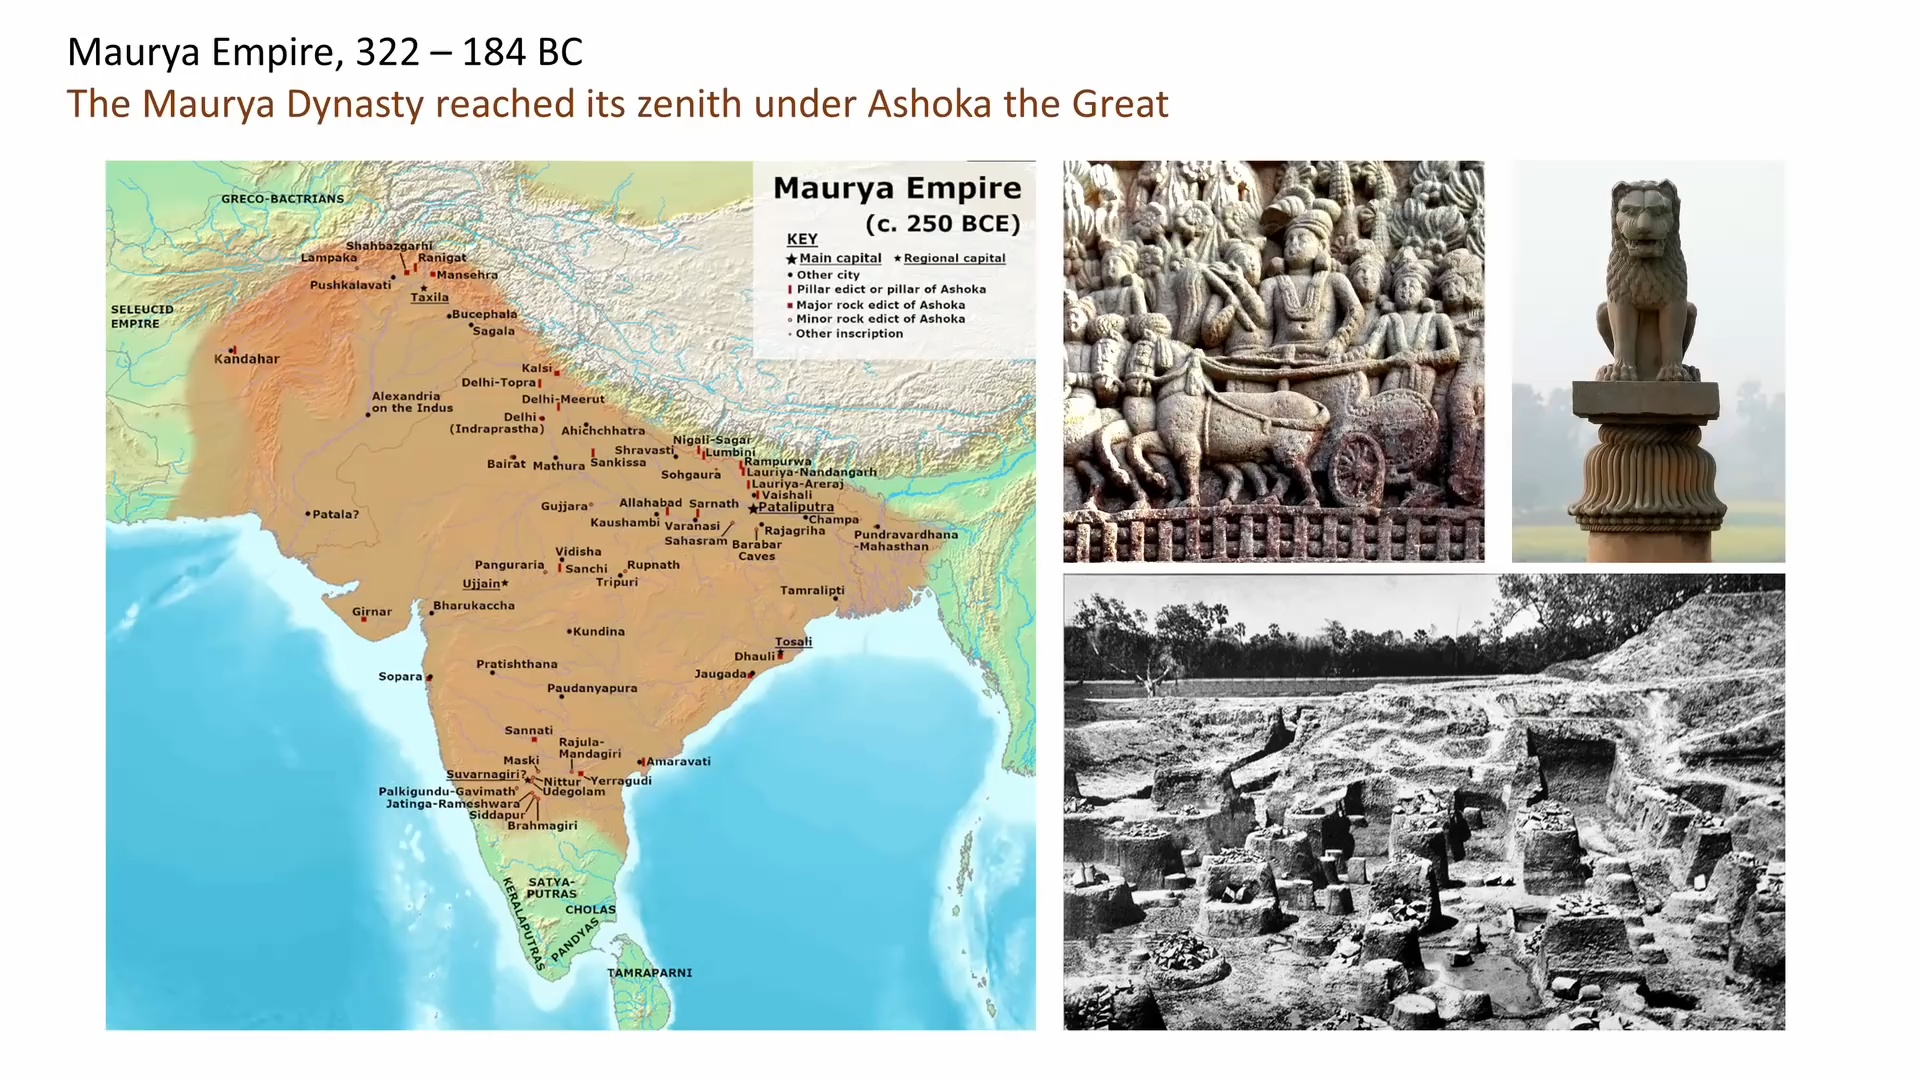 Maurya Empire, 322 – 184 BC
The Maurya Dynasty reached its zenith under Ashoka the Great
Maurya Empire
(c. 250 BCE)
KEY
Main capital
Regional capital
Other city
Pillar edict or pillar of Ashoka
Major rock edict of Ashoka
Minor rock edict of Ashoka
Other inscription
GRECO-BACTRIANS
Shahbazgarhi
Lampaka
Ranigat
Mansehra
Pushkalavati
Taxila
SELEUCID
EMPIRE
Bucephala
Sagala
Kandahar
Kalsi
Delhi-Topra
Alexandria
on the Indus
Delhi-Meerut
Delhi
(Indraprastha)
Ahichchhatra
Nigali-Sagar
Shravasti
Lumbini
Rampurwa
Bairat
Mathura
Sankissa
Sohgaura
Lauriya-Nandangarh
Lauriya-Areraj
Vaishali
Patala?
Gujjara
Allahabad
Sarnath
Pataliputra
Kaushambi
Varanasi
Champa
Rajagriha
Sahasram
Barabar
Caves
Pundravardhana
-Mahasthan
Vidisha
Panguraria
Sanchi
Rupnath
Ujjain
Tripuri
Tamralipti
Girnar
Bharukaccha
Kundina
Tosali
Dhauli
Sopara
Pratishthana
Jaugada
Paudanyapura
Sannati
Rajula-
Mandagiri
Maski
Amaravati
Suvarnagiri?
Nittur
Yerragudi
Palkigundu-Gavimath
Udegolam
Jatinga-Rameshwara
Siddapur
Brahmagiri
SATYA-
PUTRAS
CHOLAS
KERALAPUTRAS
PANDYAS
TAMRAPARNI